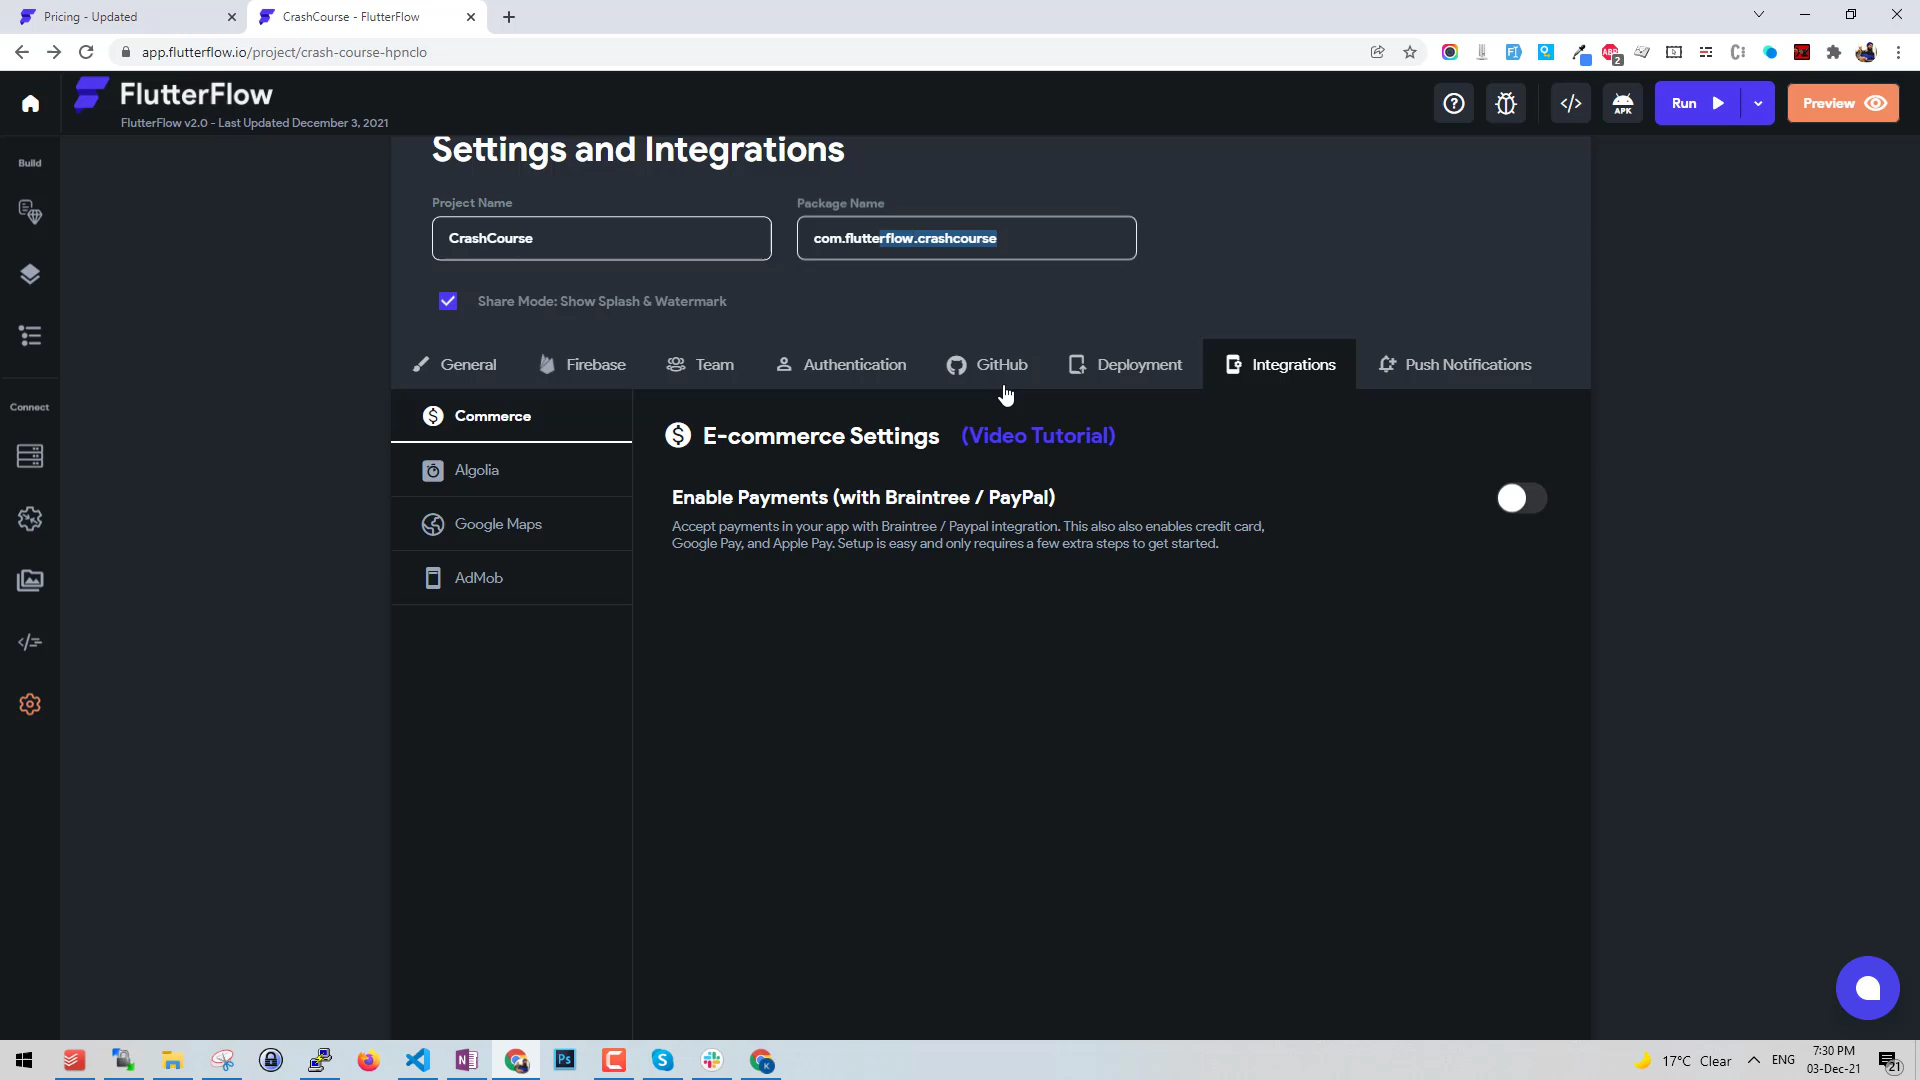 Pricing - Updated
CrashCourse - FlutterFlow
app.flutterflow.io/project/crash-course-hpnclo
ABP
2
FlutterFlow
FlutterFlow v2.0 - Last Updated December 3, 2021
APK
Run
Preview
Build
Connect
Settings and Integrations
Project Name
Package Name
CrashCourse
com.flutterflow.crashcourse
Share Mode: Show Splash & Watermark
General
Firebase
Team
Authentication
GitHub
Deployment
Integrations
Push Notifications
Commerce
Algolia
Google Maps
AdMob
E-commerce Settings (Video Tutorial)
Enable Payments (with Braintree / PayPal)
Accept payments in your app with Braintree / Paypal integration. This also also enables credit card,
Google Pay, and Apple Pay. Setup is easy and only requires a few extra steps to get started.
Ps
17°C Clear
ENG
7:30 PM
03-Dec-21
21